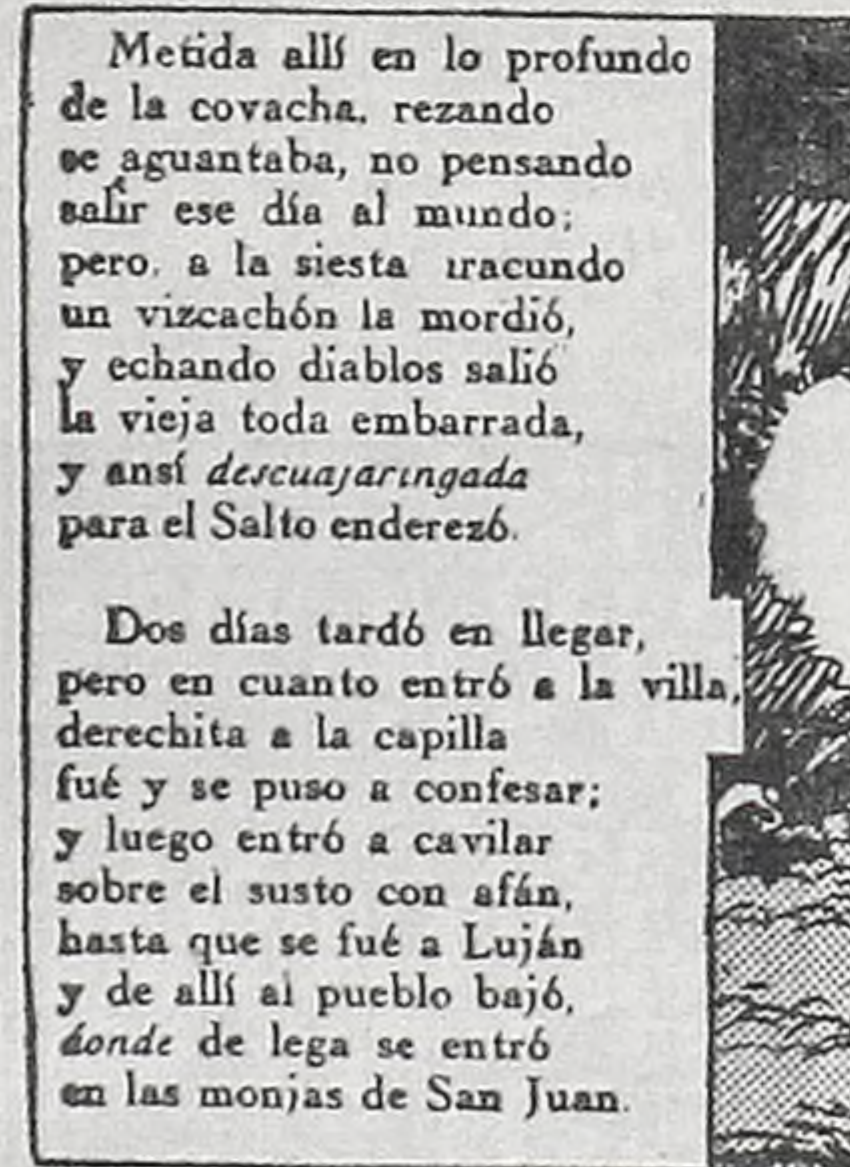 Metida allí en lo profundo
de la covacha, rezando
se aguantaba, no pensando
salir ese día al mundo;
pero, a la siesta iracundo
un vizcachón la mordió,
y echando diablos salió
la vieja toda embarrada,
y ansí descuajaringada
para el Salto enderezó.
Dos días tardó en llegar,
pero en cuanto entró a la villa,
derechita a la capilla
fué y se puso a confesar;
y luego entró a cavilar
sobre el susto con afán,
hasta que se fué a Luján
y de allí al pueblo bajó,
donde de lega se entró
en las monjas de San Juan.